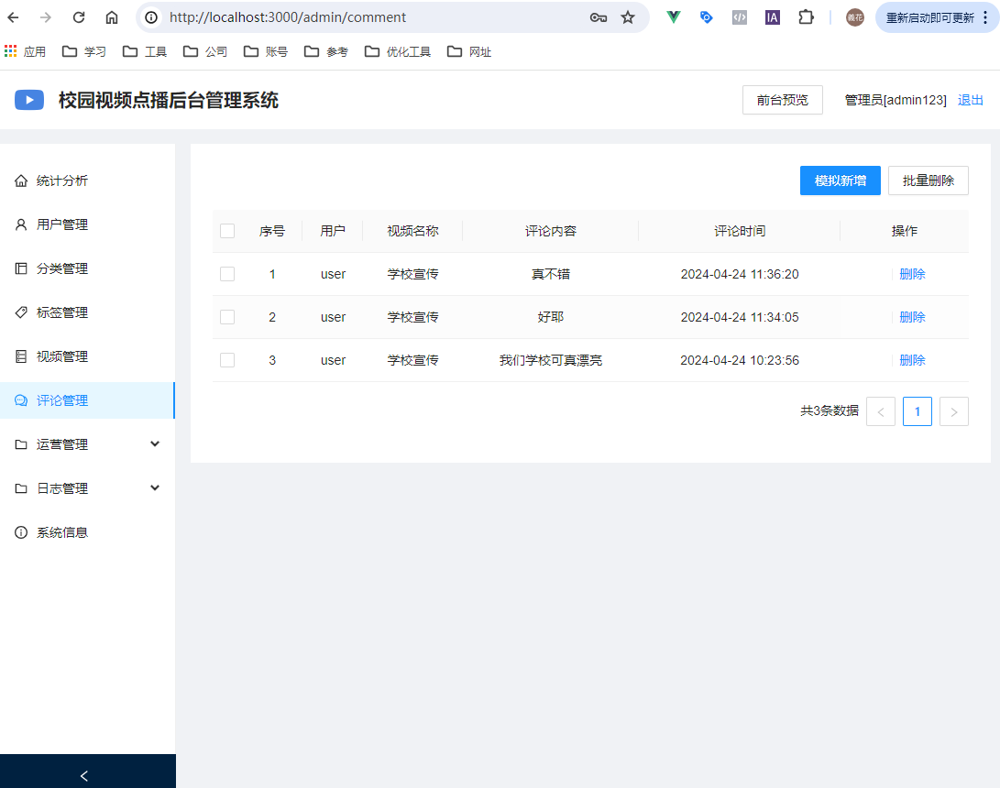 http://localhost:3000/admin/comment
重新启动即可更新
应用 学习 工具 公司 账号 参考 优化工具 网址
校园视频点播后台管理系统
前台预览 管理员[admin123] 退出
统计分析
用户管理
分类管理
标签管理
视频管理
评论管理
运营管理
日志管理
系统信息
模拟新增 批量删除
序号 用户 视频名称 评论内容 评论时间 操作
1 user 学校宣传 真不错 2024-04-24 11:36:20 删除
2 user 学校宣传 好耶 2024-04-24 11:34:05 删除
3 user 学校宣传 我们学校可真漂亮 2024-04-24 10:23:56 删除
共3条数据 < 1 >
<